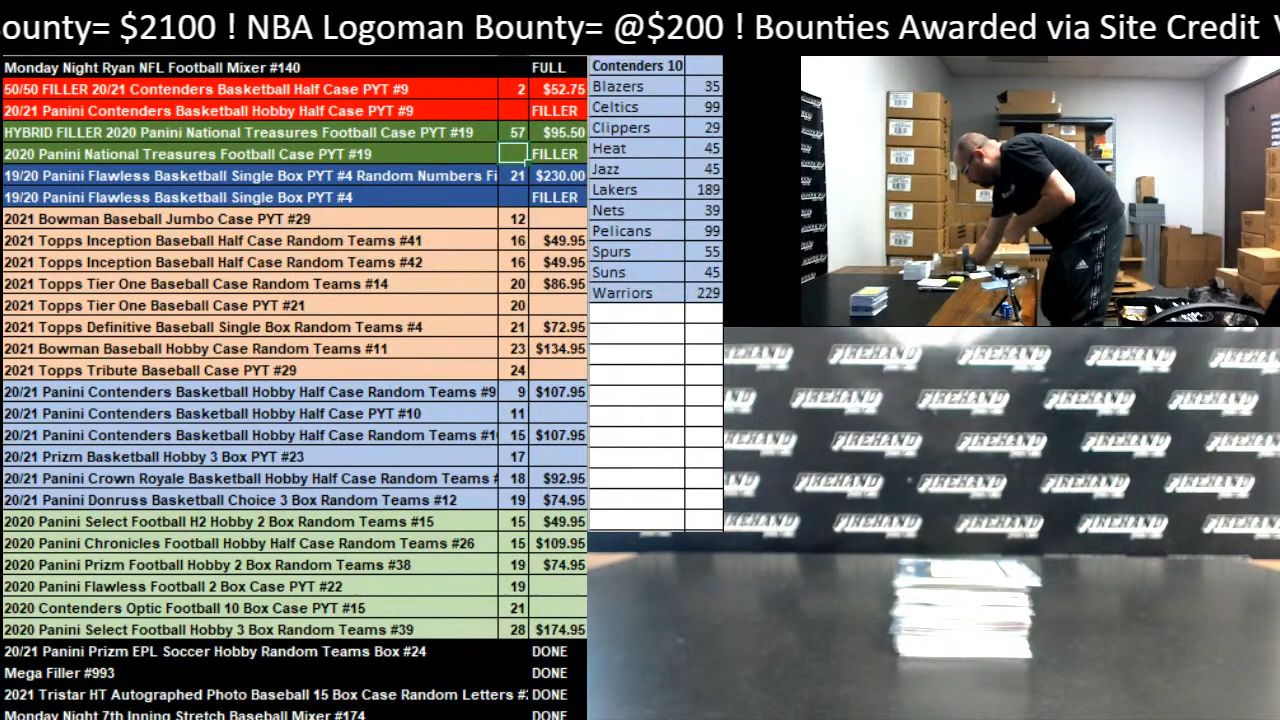 ounty= $2100 ! NBA Logoman Bounty= @$200 ! Bounties Awarded via Site Credit
Monday Night Ryan NFL Football Mixer #140 FULL
50/50 FILLER 20/21 Contenders Basketball Half Case PYT #9 2 $52.75
20/21 Panini Contenders Basketball Hobby Half Case PYT #9 FILLER
HYBRID FILLER 2020 Panini National Treasures Football Case PYT #19 57 $95.50
2020 Panini National Treasures Football Case PYT #19 FILLER
19/20 Panini Flawless Basketball Single Box PYT #4 Random Numbers Fi 21 $230.00
19/20 Panini Flawless Basketball Single Box PYT #4 FILLER
2021 Bowman Baseball Jumbo Case PYT #29 12
2021 Topps Inception Baseball Half Case Random Teams #41 16 $49.95
2021 Topps Inception Baseball Half Case Random Teams #42 16 $49.95
2021 Topps Tier One Baseball Case Random Teams #14 20 $86.95
2021 Topps Tier One Baseball Case PYT #21 20
2021 Topps Definitive Baseball Single Box Random Teams #4 21 $72.95
2021 Bowman Baseball Hobby Case Random Teams #11 23 $134.95
2021 Topps Tribute Baseball Case PYT #29 24
20/21 Panini Contenders Basketball Hobby Half Case Random Teams #9 9 $107.95
20/21 Panini Contenders Basketball Hobby Half Case PYT #10 11
20/21 Panini Contenders Basketball Hobby Half Case Random Teams #1 15 $107.95
20/21 Prizm Basketball Hobby 3 Box PYT #23 17
20/21 Panini Crown Royale Basketball Hobby Half Case Random Teams # 18 $92.95
20/21 Panini Donruss Basketball Choice 3 Box Random Teams #12 19 $74.95
2020 Panini Select Football H2 Hobby 2 Box Random Teams #15 15 $49.95
2020 Panini Chronicles Football Hobby Half Case Random Teams #26 15 $109.95
2020 Panini Prizm Football Hobby 2 Box Random Teams #38 19 $74.95
2020 Panini Flawless Football 2 Box Case PYT #22 19
2020 Contenders Optic Football 10 Box Case PYT #15 21
2020 Panini Select Football Hobby 3 Box Random Teams #39 28 $174.95
20/21 Panini Prizm EPL Soccer Hobby Random Teams Box #24 DONE
Mega Filler #993 DONE
2021 Tristar HT Autographed Photo Baseball 15 Box Case Random Letters # DONE
Monday Night 7th Inning Stretch Baseball Mixer #174 DONE
Contenders 10
Blazers 35
Celtics 99
Clippers 29
Heat 45
Jazz 45
Lakers 189
Nets 39
Pelicans 99
Spurs 55
Suns 45
Warriors 229
adidas
FIREHAND FIREHAND FIREHAND FIREHAND
FIREHAND FIREHAND FIREHAND FIREHAND
FIREHAND FIREHAND FIREHAND FIREHAND
FIREHAND FIREHAND FIREHAND FIREHAND
FIREHAND FIREHAND FIREHAND FIREHAND